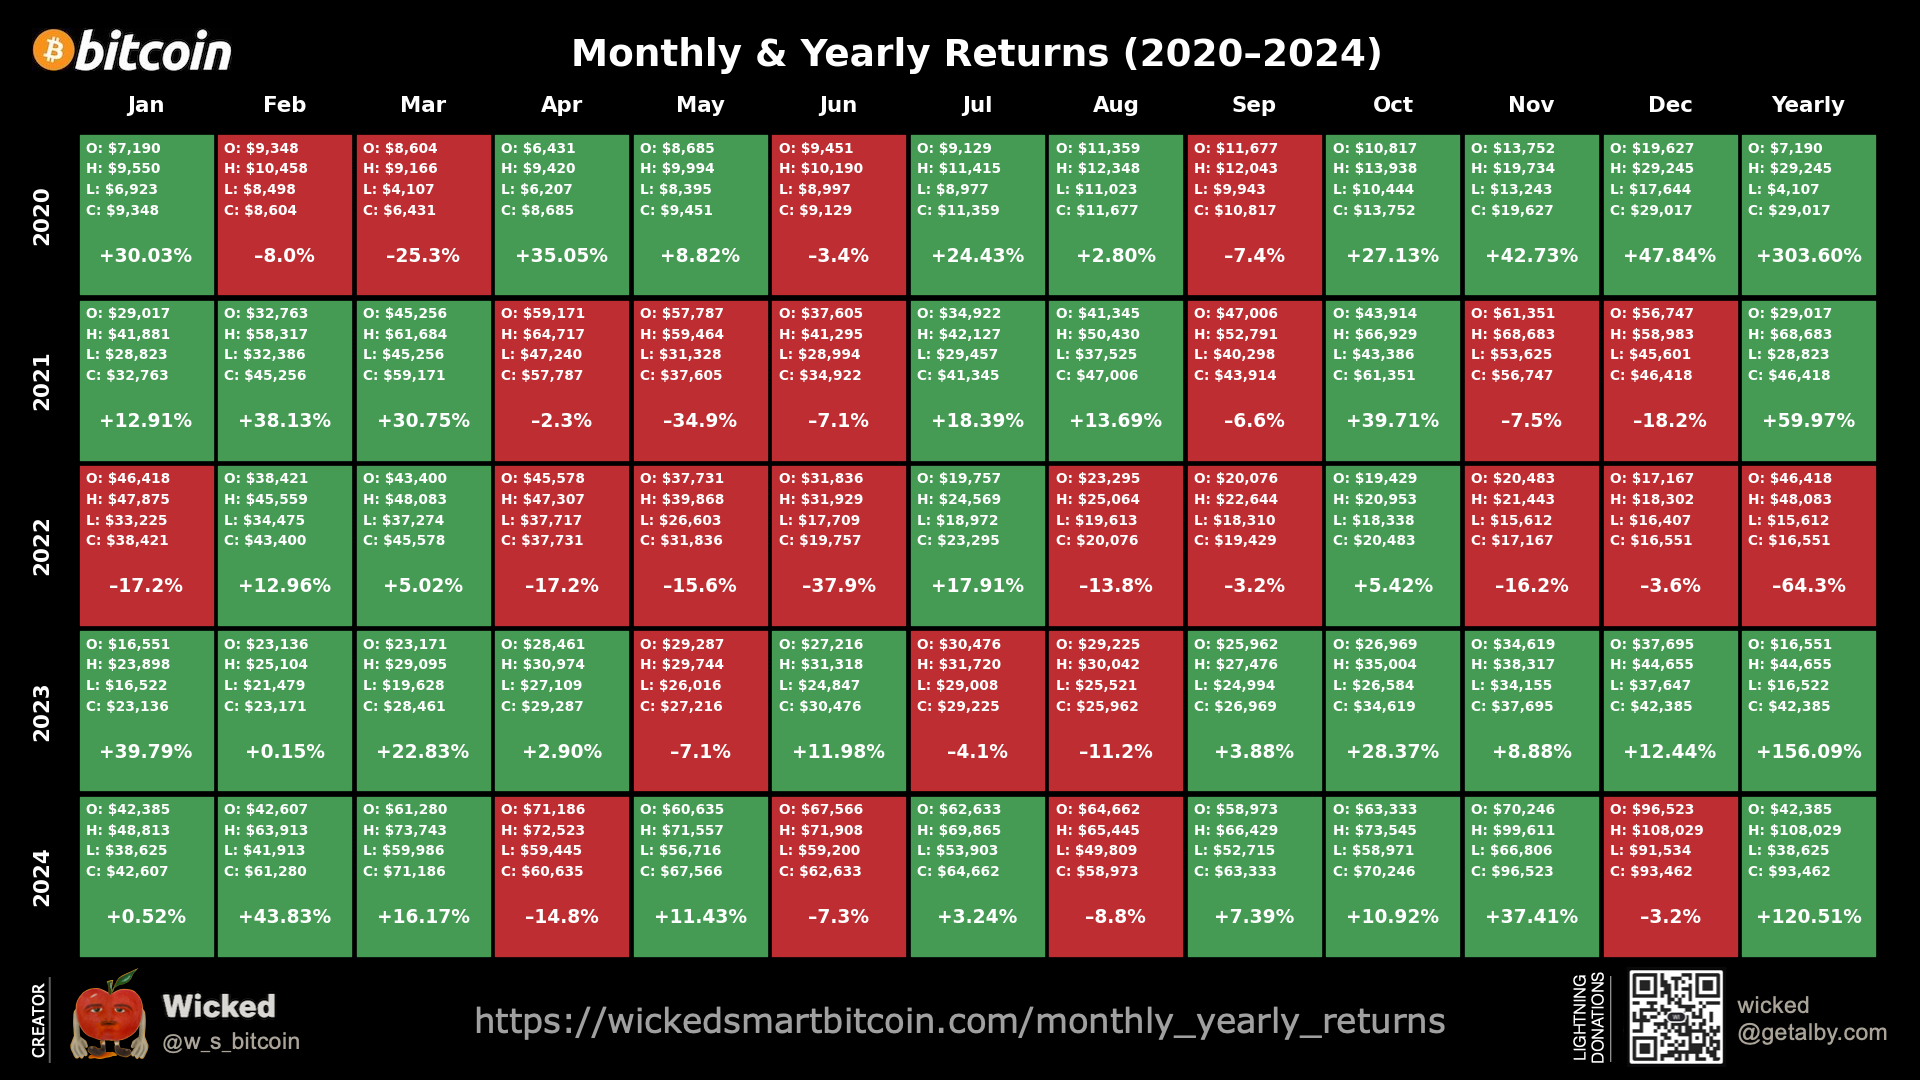 bitcoin
Monthly & Yearly Returns (2020–2024)
Jan Feb Mar Apr May Jun Jul Aug Sep Oct Nov Dec Yearly
2020
O: $7,190 O: $9,348 O: $8,604 O: $6,431 O: $8,685 O: $9,451 O: $9,129 O: $11,359 O: $11,677 O: $10,817 O: $13,752 O: $19,627 O: $7,190
H: $9,550 H: $10,458 H: $9,166 H: $9,420 H: $9,994 H: $10,190 H: $11,415 H: $12,348 H: $12,043 H: $13,938 H: $19,734 H: $29,245 H: $29,245
L: $6,923 L: $8,498 L: $4,107 L: $6,207 L: $8,395 L: $8,997 L: $8,977 L: $11,023 L: $9,943 L: $10,444 L: $13,243 L: $17,644 L: $4,107
C: $9,348 C: $8,604 C: $6,431 C: $8,685 C: $9,451 C: $9,129 C: $11,359 C: $11,677 C: $10,817 C: $13,752 C: $19,627 C: $29,017 C: $29,017
+30.03% –8.0% –25.3% +35.05% +8.82% –3.4% +24.43% +2.80% –7.4% +27.13% +42.73% +47.84% +303.60%
2021
O: $29,017 O: $32,763 O: $45,256 O: $59,171 O: $57,787 O: $37,605 O: $34,922 O: $41,345 O: $47,006 O: $43,914 O: $61,351 O: $56,747 O: $29,017
H: $41,881 H: $58,317 H: $61,684 H: $64,717 H: $59,464 H: $41,295 H: $42,127 H: $50,430 H: $52,791 H: $66,929 H: $68,683 H: $58,983 H: $68,683
L: $28,823 L: $32,386 L: $45,256 L: $47,240 L: $31,328 L: $28,994 L: $29,457 L: $37,525 L: $40,298 L: $43,386 L: $53,625 L: $45,601 L: $28,823
C: $32,763 C: $45,256 C: $59,171 C: $57,787 C: $37,605 C: $34,922 C: $41,345 C: $47,006 C: $43,914 C: $61,351 C: $56,747 C: $46,418 C: $46,418
+12.91% +38.13% +30.75% –2.3% –34.9% –7.1% +18.39% +13.69% –6.6% +39.71% –7.5% –18.2% +59.97%
2022
O: $46,418 O: $38,421 O: $43,400 O: $45,578 O: $37,731 O: $31,836 O: $19,757 O: $23,295 O: $20,076 O: $19,429 O: $20,483 O: $17,167 O: $46,418
H: $47,875 H: $45,559 H: $48,083 H: $47,307 H: $39,868 H: $31,929 H: $24,569 H: $25,064 H: $22,644 H: $20,953 H: $21,443 H: $18,302 H: $48,083
L: $33,225 L: $34,475 L: $37,274 L: $37,717 L: $26,603 L: $17,709 L: $18,972 L: $19,613 L: $18,310 L: $18,338 L: $15,612 L: $16,407 L: $15,612
C: $38,421 C: $43,400 C: $45,578 C: $37,731 C: $31,836 C: $19,757 C: $23,295 C: $20,076 C: $19,429 C: $20,483 C: $17,167 C: $16,551 C: $16,551
–17.2% +12.96% +5.02% –17.2% –15.6% –37.9% +17.91% –13.8% –3.2% +5.42% –16.2% –3.6% –64.3%
2023
O: $16,551 O: $23,136 O: $23,171 O: $28,461 O: $29,287 O: $27,216 O: $30,476 O: $29,225 O: $25,962 O: $26,969 O: $34,619 O: $37,695 O: $16,551
H: $23,898 H: $25,104 H: $29,095 H: $30,974 H: $29,744 H: $31,318 H: $31,720 H: $30,042 H: $27,476 H: $35,004 H: $38,317 H: $44,655 H: $44,655
L: $16,522 L: $21,479 L: $19,628 L: $27,109 L: $26,016 L: $24,847 L: $29,008 L: $25,521 L: $24,994 L: $26,584 L: $34,155 L: $37,647 L: $16,522
C: $23,136 C: $23,171 C: $28,461 C: $29,287 C: $27,216 C: $30,476 C: $29,225 C: $25,962 C: $26,969 C: $34,619 C: $37,695 C: $42,385 C: $42,385
+39.79% +0.15% +22.83% +2.90% –7.1% +11.98% –4.1% –11.2% +3.88% +28.37% +8.88% +12.44% +156.09%
2024
O: $42,385 O: $42,607 O: $61,280 O: $71,186 O: $60,635 O: $67,566 O: $62,633 O: $64,662 O: $58,973 O: $63,333 O: $70,246 O: $96,523 O: $42,385
H: $48,813 H: $63,913 H: $73,743 H: $72,523 H: $71,557 H: $71,908 H: $69,865 H: $65,445 H: $66,429 H: $73,545 H: $99,611 H: $108,029 H: $108,029
L: $38,625 L: $41,913 L: $59,986 L: $59,445 L: $56,716 L: $59,200 L: $53,903 L: $49,809 L: $52,715 L: $58,971 L: $66,806 L: $91,534 L: $38,625
C: $42,607 C: $61,280 C: $71,186 C: $60,635 C: $67,566 C: $62,633 C: $64,662 C: $58,973 C: $63,333 C: $70,246 C: $96,523 C: $93,462 C: $93,462
+0.52% +43.83% +16.17% –14.8% +11.43% –7.3% +3.24% –8.8% +7.39% +10.92% +37.41% –3.2% +120.51%
CREATOR
Wicked
@w_s_bitcoin
https://wickedsmartbitcoin.com/monthly_yearly_returns
LIGHTNING
DONATIONS
wicked
@getalby.com